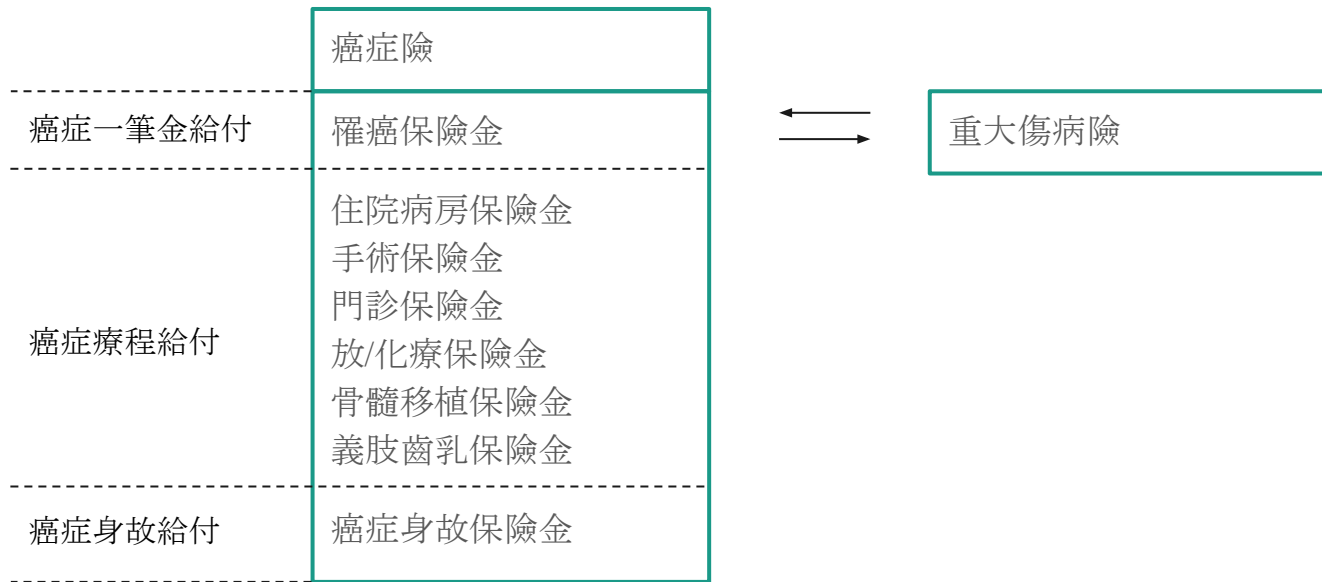 癌症險
癌症一筆金給付
罹癌保險金
重大傷病險
癌症療程給付
住院病房保險金
手術保險金
門診保險金
放/化療保險金
骨髓移植保險金
義肢齒乳保險金
癌症身故給付
癌症身故保險金